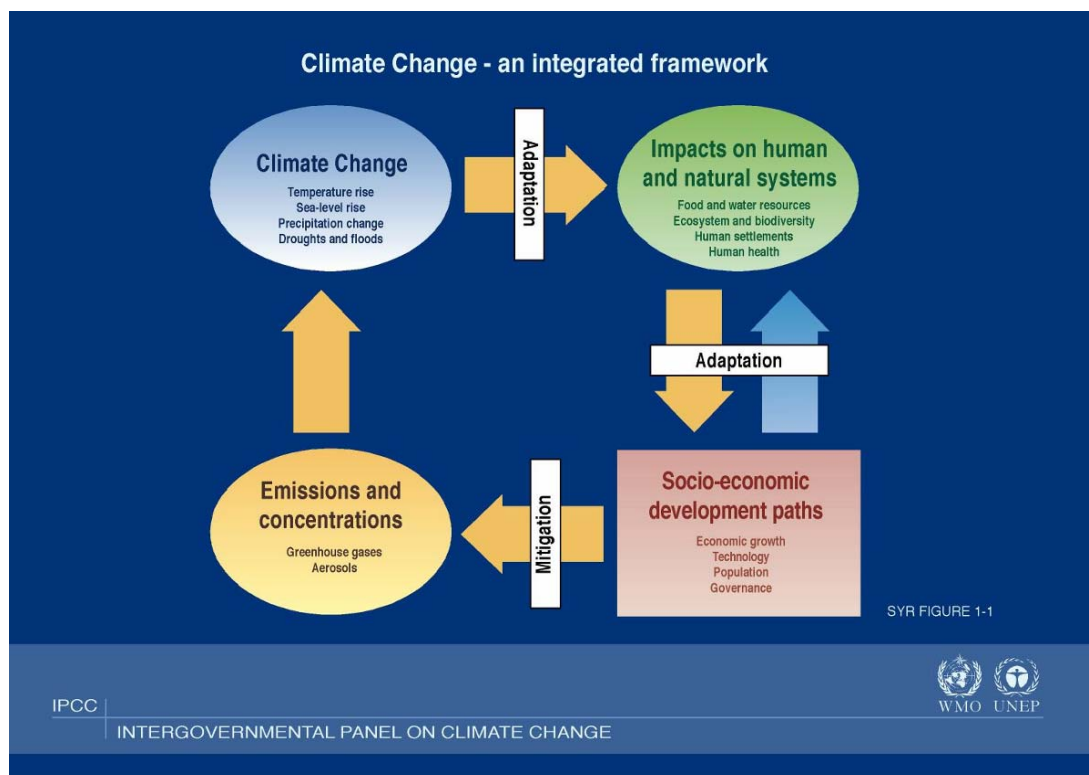 Climate Change - an integrated framework
Climate Change
Temperature rise
Sea-level rise
Precipitation change
Droughts and floods
Adaptation
Impacts on human
and natural systems
Food and water resources
Ecosystem and biodiversity
Human settlements
Human health
Adaptation
Emissions and
concentrations
Greenhouse gases
Aerosols
Mitigation
Socio-economic
development paths
Economic growth
Technology
Population
Governance
SYR FIGURE 1-1
IPCC
INTERGOVERNMENTAL PANEL ON CLIMATE CHANGE
WMO UNEP